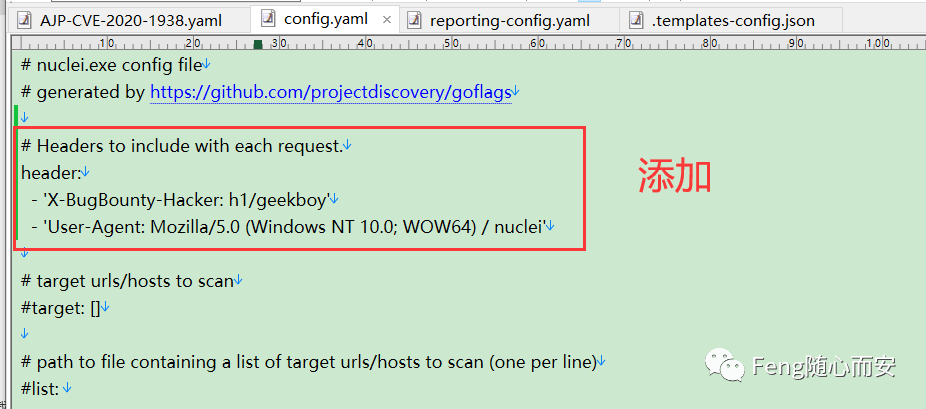 AJP-CVE-2020-1938.yaml config.yaml × reporting-config.yaml .templates-config.json
10 20 30 40 50 60 70 80 90 100
# nuclei.exe config file↓
# generated by https://github.com/projectdiscovery/goflags↓
↓
# Headers to include with each request.↓
header:↓
- 'X-BugBounty-Hacker: h1/geekboy'↓
- 'User-Agent: Mozilla/5.0 (Windows NT 10.0; WOW64) / nuclei'↓
添加
↓
# target urls/hosts to scan↓
#target: []↓
↓
# path to file containing a list of target urls/hosts to scan (one per line)↓
#list: ↓
Feng随心而安